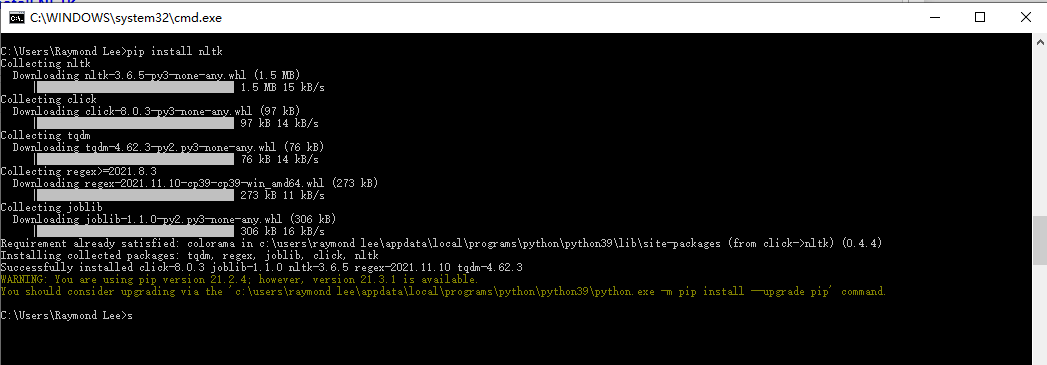 C:\WINDOWS\system32\cmd.exe
C:\Users\Raymond Lee>pip install nltk
Collecting nltk
Downloading nltk-3.6.5-py3-none-any.whl (1.5 MB)
1.5 MB 15 kB/s
Collecting click
Downloading click-8.0.3-py3-none-any.whl (97 kB)
97 kB 14 kB/s
Collecting tqdm
Downloading tqdm-4.62.3-py2.py3-none-any.whl (76 kB)
76 kB 14 kB/s
Collecting regex>=2021.8.3
Downloading regex-2021.11.10-cp39-cp39-win_amd64.whl (273 kB)
273 kB 11 kB/s
Collecting joblib
Downloading joblib-1.1.0-py2.py3-none-any.whl (306 kB)
306 kB 16 kB/s
Requirement already satisfied: colorama in c:\users\raymond lee\appdata\local\programs\python\python39\lib\site-packages (from click->nltk) (0.4.4)
Installing collected packages: tqdm, regex, joblib, click, nltk
Successfully installed click-8.0.3 joblib-1.1.0 nltk-3.6.5 regex-2021.11.10 tqdm-4.62.3
WARNING: You are using pip version 21.2.4; however, version 21.3.1 is available.
You should consider upgrading via the 'c:\users\raymond lee\appdata\local\programs\python\python39\python.exe -m pip install --upgrade pip' command.
C:\Users\Raymond Lee>s